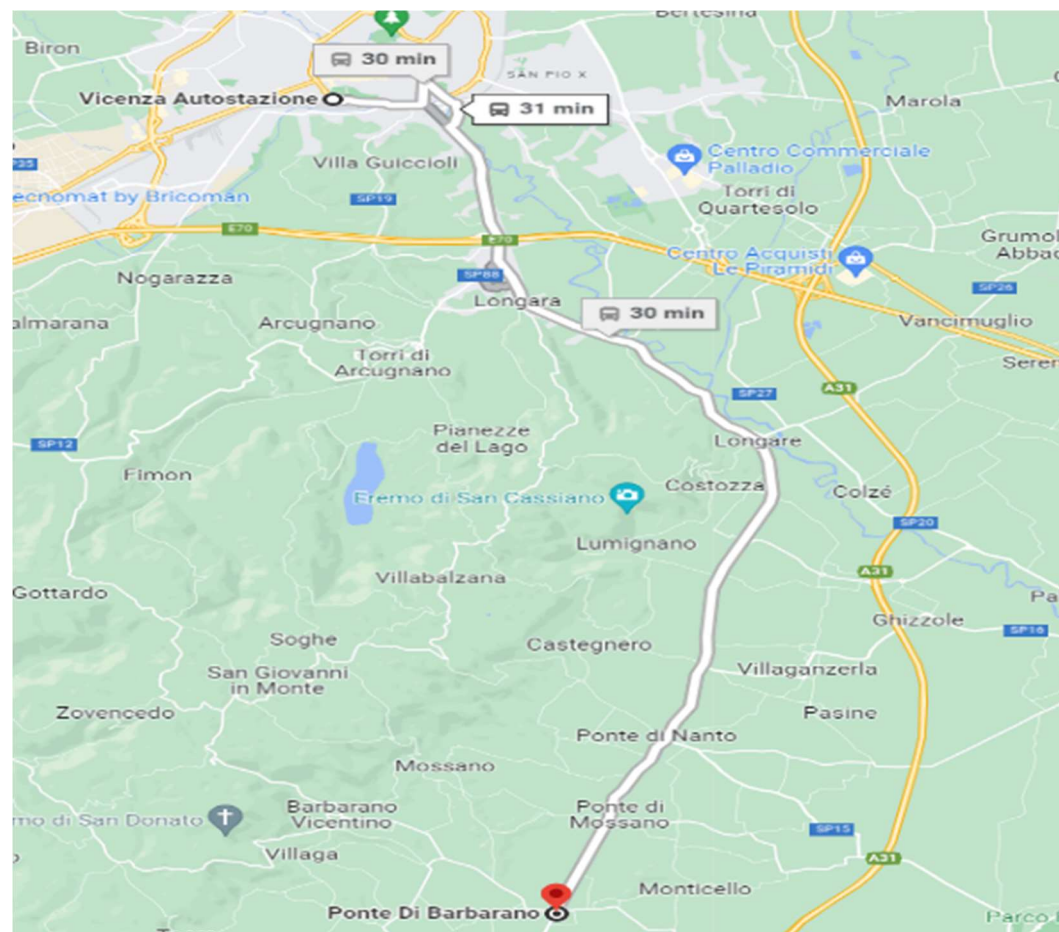 Bertesina
Biron
30 min
SAN PIO X
Vicenza Autostazione
31 min
Marola
Villa Guiccioli
Centro Commerciale
Palladio
SP35
Torri di
Quartesolo
ecnomat by Bricoman
SP19
E70
E70
Grumol
Abbac
Centro Acquisti
Le Piramidi
Nogarazza
SP88
SP26
Longara
30 min
almarana
Arcugnano
Vancimuglio
Torri di
Arcugnano
Seren
A31
SP27
Pianezze
del Lago
SP12
Longare
Fimon
Costozza
Colzé
Eremo di San Cassiano
SP20
Lumignano
Villabalzana
A31
Gottardo
Pa
Ghizzole
SP16
Soghe
Castegnero
San Giovanni
in Monte
Villaganzerla
Zovencedo
Pasine
Ponte di Nanto
Mossano
Barbarano
Vicentino
Ponte di
Mossano
mo di San Donato
SP15
Villaga
A31
Monticello
Ponte Di Barbarano
Parco